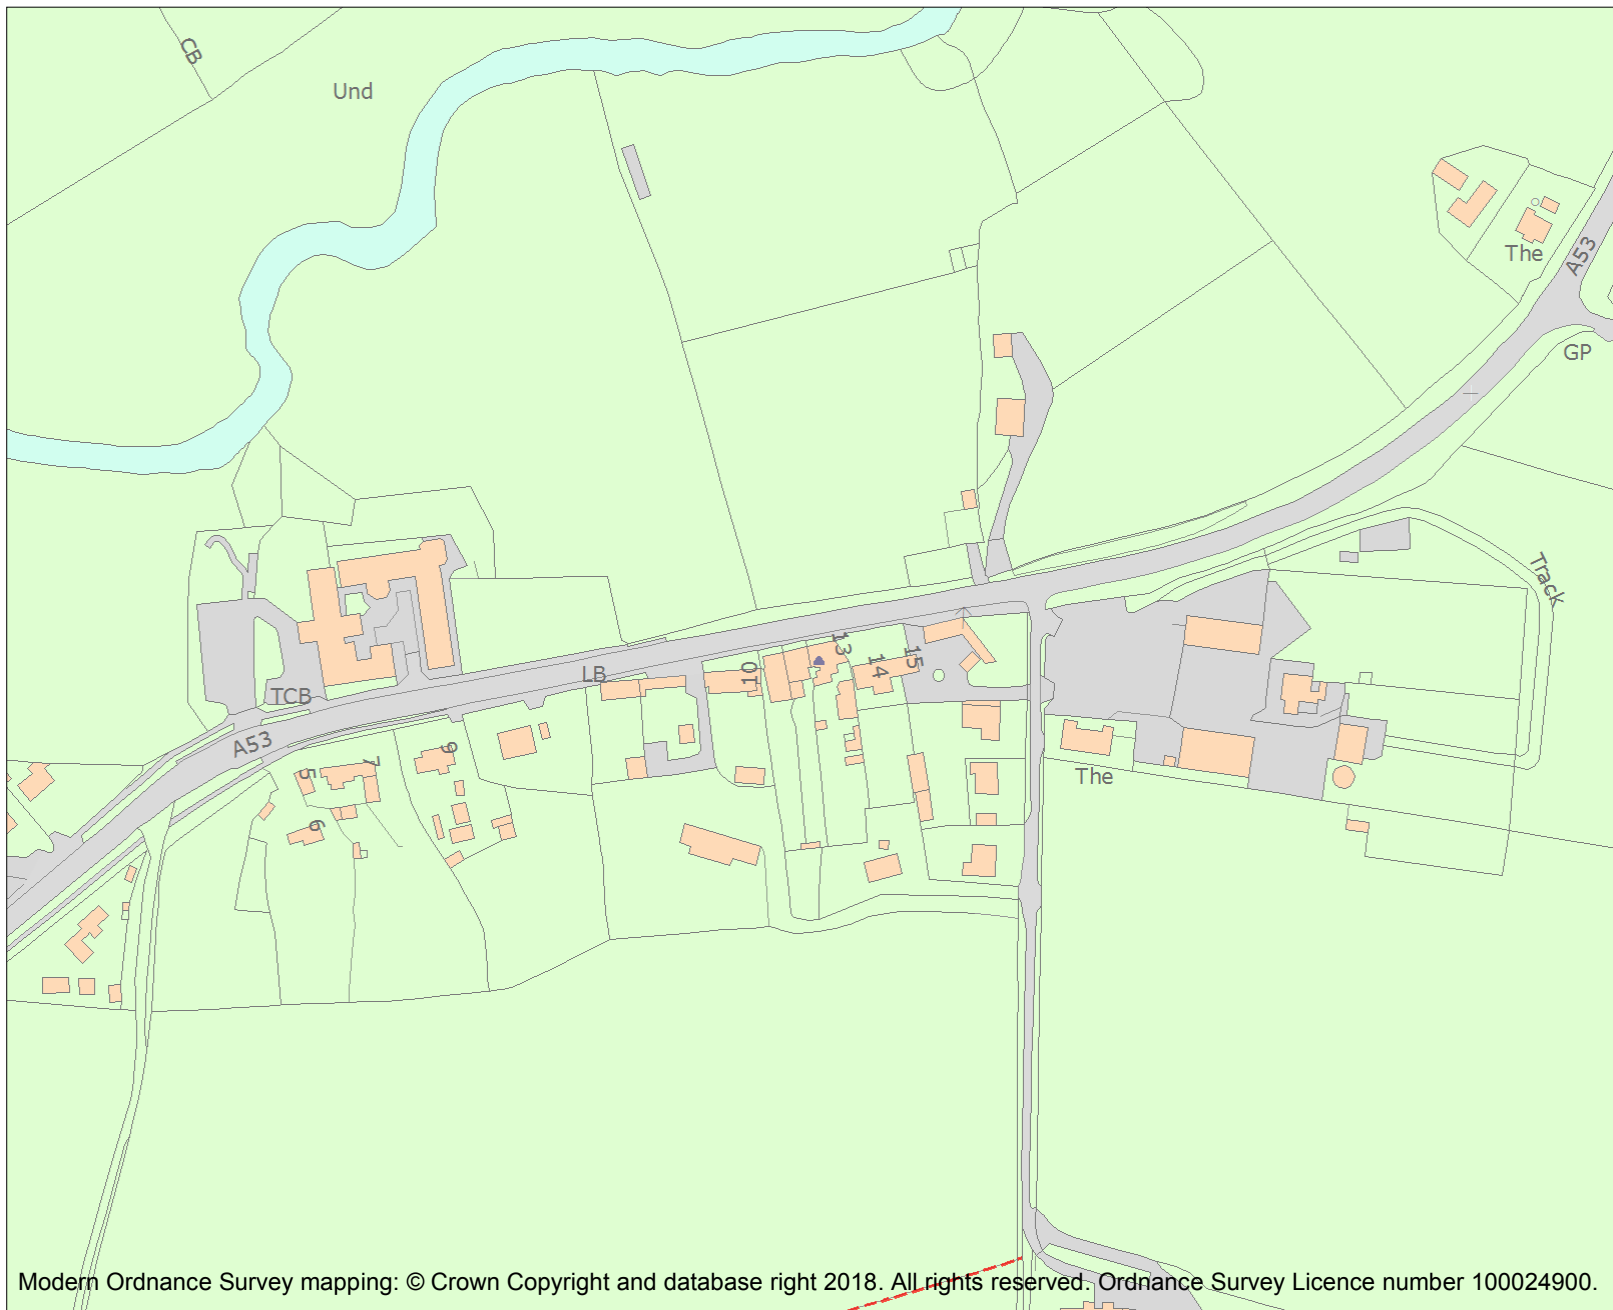 CB
Und
The
A53
GP
Track
13
14
15
10
LB
TCB
A53
9
7
5
6
The
Modern Ordnance Survey mapping: © Crown Copyright and database right 2018. All rights reserved. Ordnance Survey Licence number 100024900.